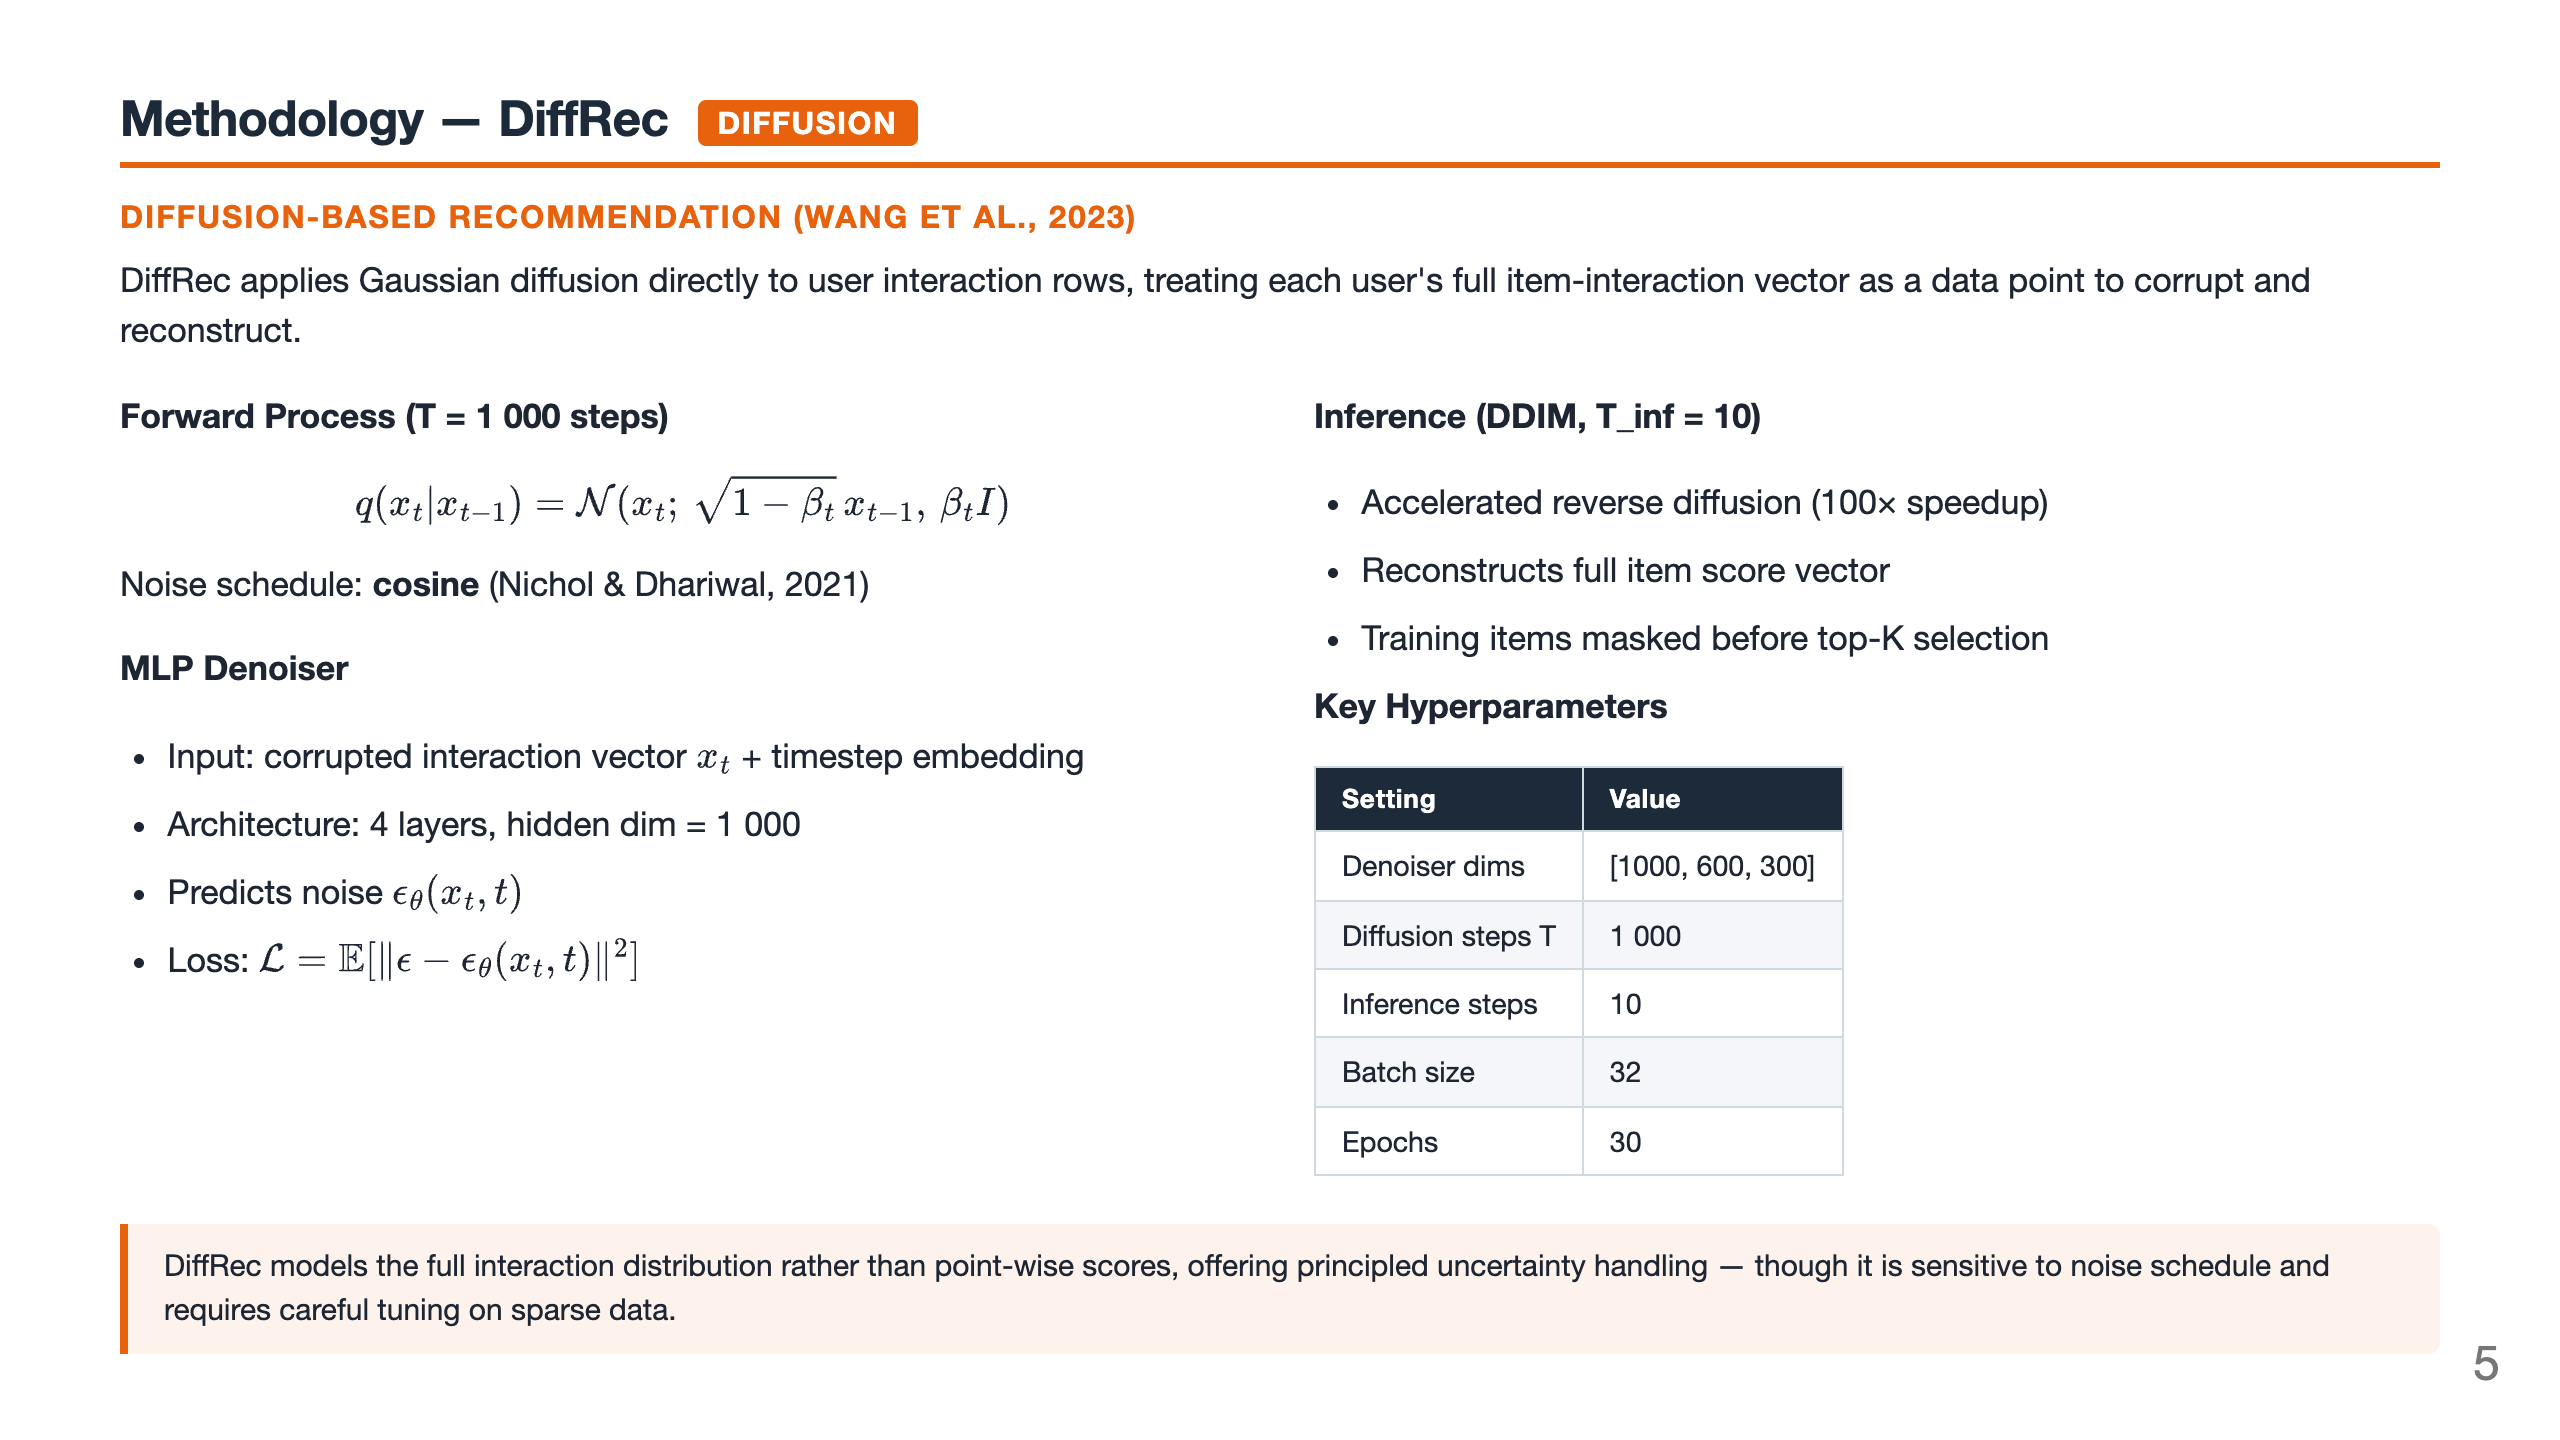 Methodology — DiffRec DIFFUSION
DIFFUSION-BASED RECOMMENDATION (WANG ET AL., 2023)
DiffRec applies Gaussian diffusion directly to user interaction rows, treating each user's full item-interaction vector as a data point to corrupt and
reconstruct.
Forward Process (T = 1 000 steps)
q(x_t|x_{t−1}) = 𝒩(x_t; √(1 − β_t) x_{t−1}, β_t I)
Noise schedule: cosine (Nichol & Dhariwal, 2021)
MLP Denoiser
• Input: corrupted interaction vector x_t + timestep embedding
• Architecture: 4 layers, hidden dim = 1 000
• Predicts noise ϵ_θ(x_t, t)
• Loss: ℒ = 𝔼[‖ϵ − ϵ_θ(x_t, t)‖²]
Inference (DDIM, T_inf = 10)
• Accelerated reverse diffusion (100× speedup)
• Reconstructs full item score vector
• Training items masked before top-K selection
Key Hyperparameters
Setting Value
Denoiser dims [1000, 600, 300]
Diffusion steps T 1 000
Inference steps 10
Batch size 32
Epochs 30
DiffRec models the full interaction distribution rather than point-wise scores, offering principled uncertainty handling — though it is sensitive to noise schedule and
requires careful tuning on sparse data.
5